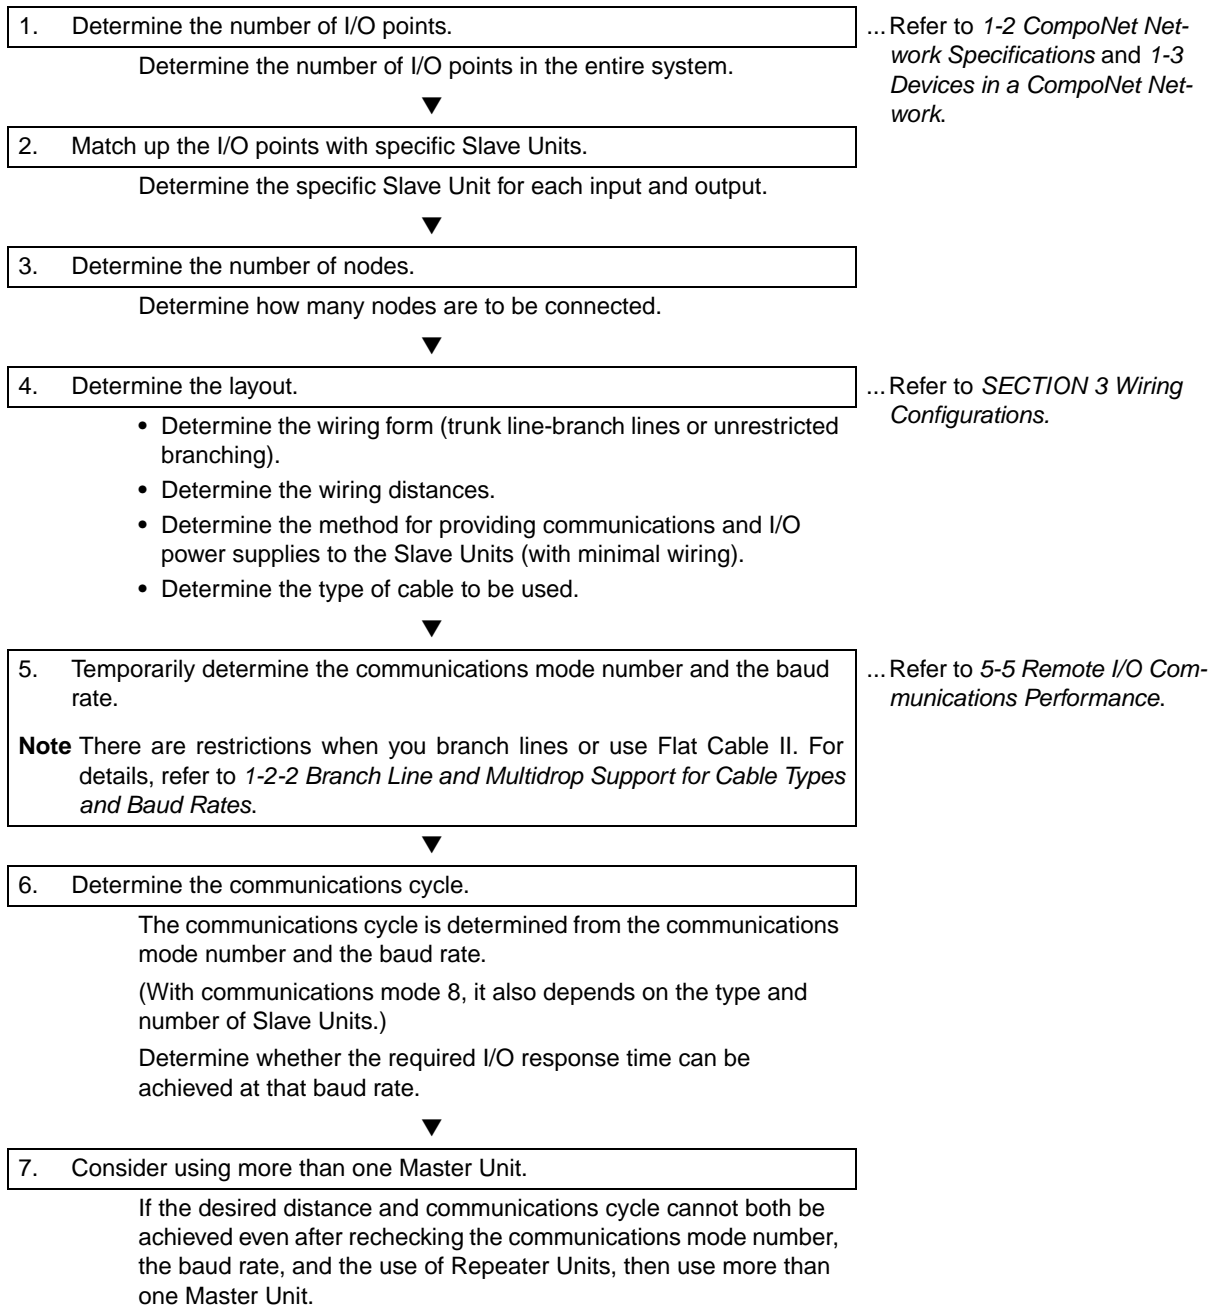 1. Determine the number of I/O points.
... Refer to 1-2 CompoNet Net-
work Specifications and 1-3
Devices in a CompoNet Net-
work.
Determine the number of I/O points in the entire system.
▼
2. Match up the I/O points with specific Slave Units.
Determine the specific Slave Unit for each input and output.
▼
3. Determine the number of nodes.
Determine how many nodes are to be connected.
▼
4. Determine the layout.
... Refer to SECTION 3 Wiring
Configurations.
• Determine the wiring form (trunk line-branch lines or unrestricted
branching).
• Determine the wiring distances.
• Determine the method for providing communications and I/O
power supplies to the Slave Units (with minimal wiring).
• Determine the type of cable to be used.
▼
5. Temporarily determine the communications mode number and the baud
rate.
... Refer to 5-5 Remote I/O Com-
munications Performance.
Note There are restrictions when you branch lines or use Flat Cable II. For
details, refer to 1-2-2 Branch Line and Multidrop Support for Cable Types
and Baud Rates.
▼
6. Determine the communications cycle.
The communications cycle is determined from the communications
mode number and the baud rate.
(With communications mode 8, it also depends on the type and
number of Slave Units.)
Determine whether the required I/O response time can be
achieved at that baud rate.
▼
7. Consider using more than one Master Unit.
If the desired distance and communications cycle cannot both be
achieved even after rechecking the communications mode number,
the baud rate, and the use of Repeater Units, then use more than
one Master Unit.